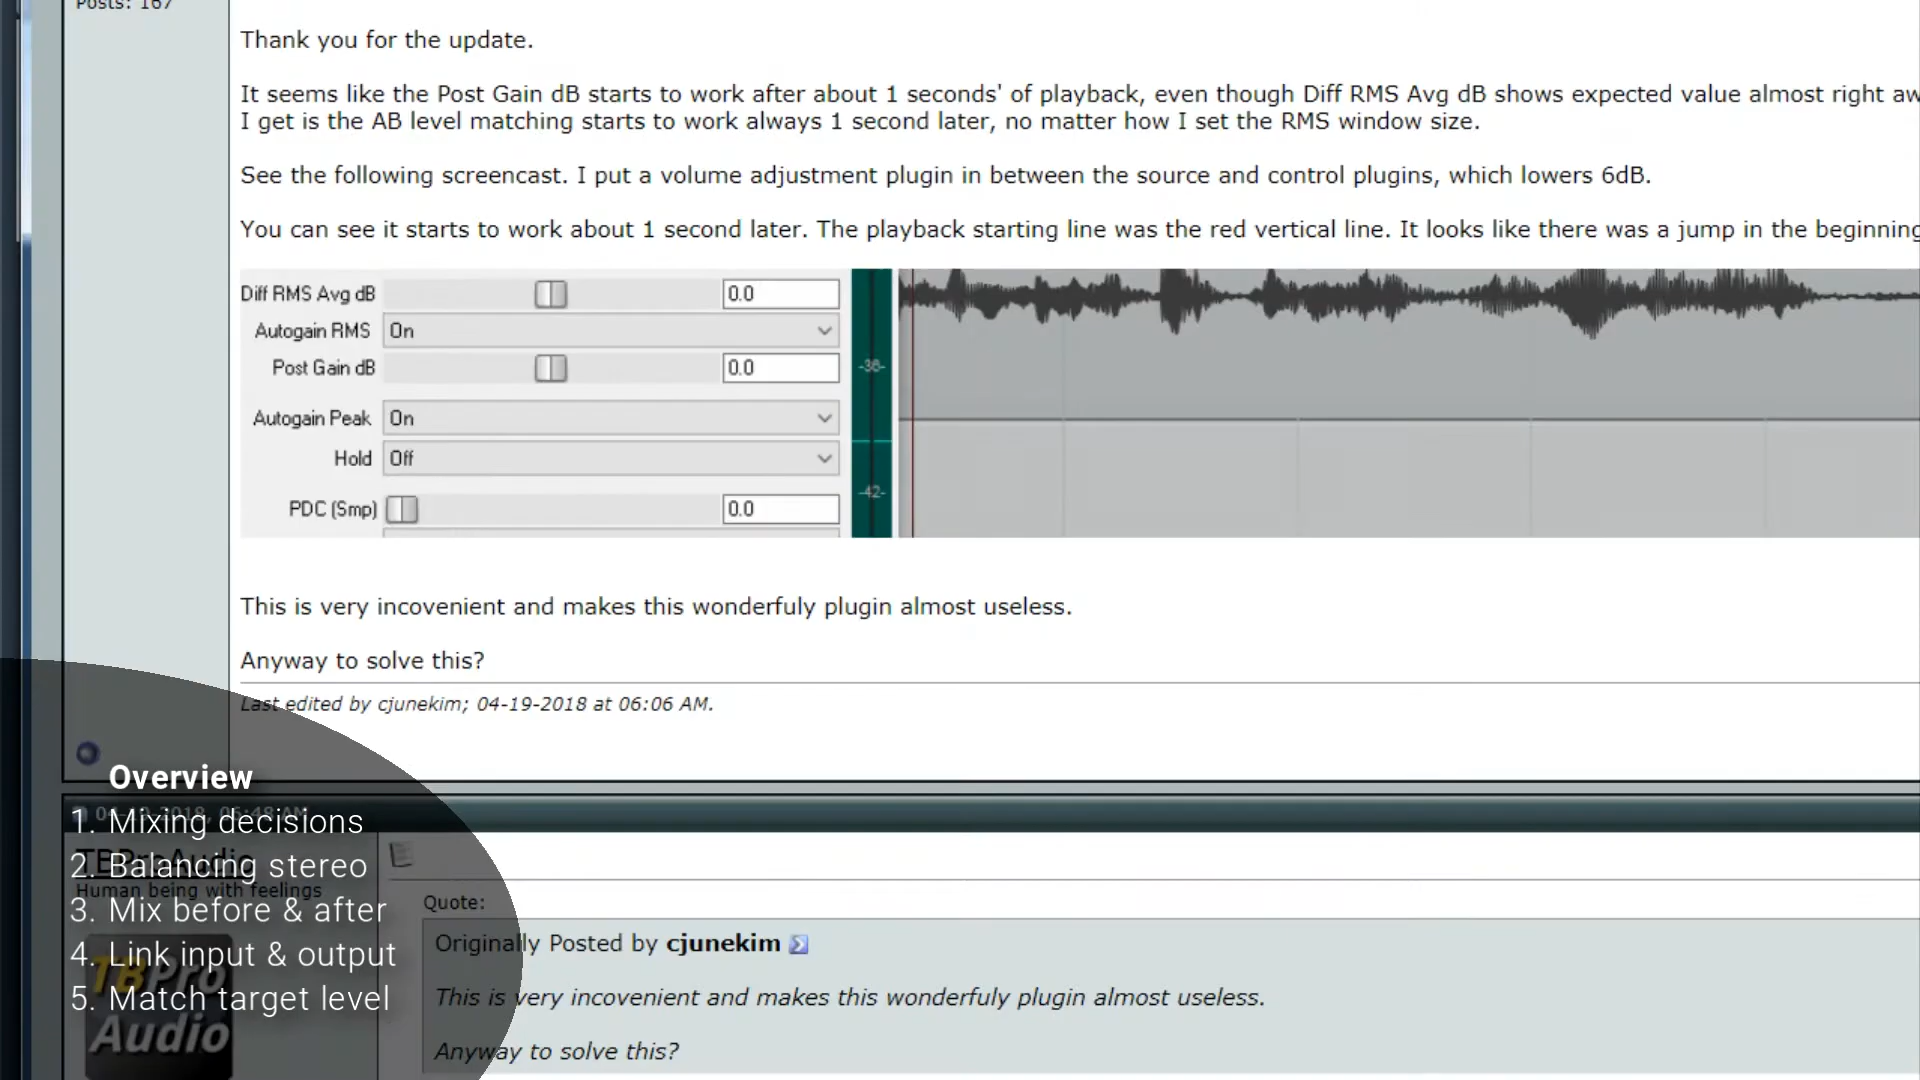 Posts: 167
Thank you for the update.
It seems like the Post Gain dB starts to work after about 1 seconds' of playback, even though Diff RMS Avg dB shows expected value almost right aw
I get is the AB level matching starts to work always 1 second later, no matter how I set the RMS window size.
See the following screencast. I put a volume adjustment plugin in between the source and control plugins, which lowers 6dB.
You can see it starts to work about 1 second later. The playback starting line was the red vertical line. It looks like there was a jump in the beginning
Diff RMS Avg dB 0.0
Autogain RMS On
Post Gain dB 0.0
-36-
Autogain Peak On
Hold Off
-42-
PDC (Smp) 0.0
This is very incovenient and makes this wonderfuly plugin almost useless.
Anyway to solve this?
Last edited by cjunekim; 04-19-2018 at 06:06 AM.
Overview
1. Mixing decisions
2. Balancing stereo
3. Mix before & after
4. Link input & output
5. Match target level
04-19-2018, 06:48 AM
TBProAudio
Human being with feelings
TBPro
Audio
Quote:
Originally Posted by cjunekim
This is very incovenient and makes this wonderfuly plugin almost useless.
Anyway to solve this?